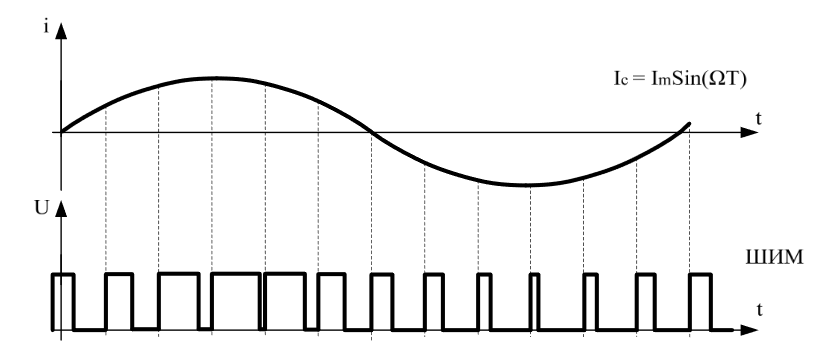 i
Ic = ImSin(ΩT)
t
U
ШИМ
t